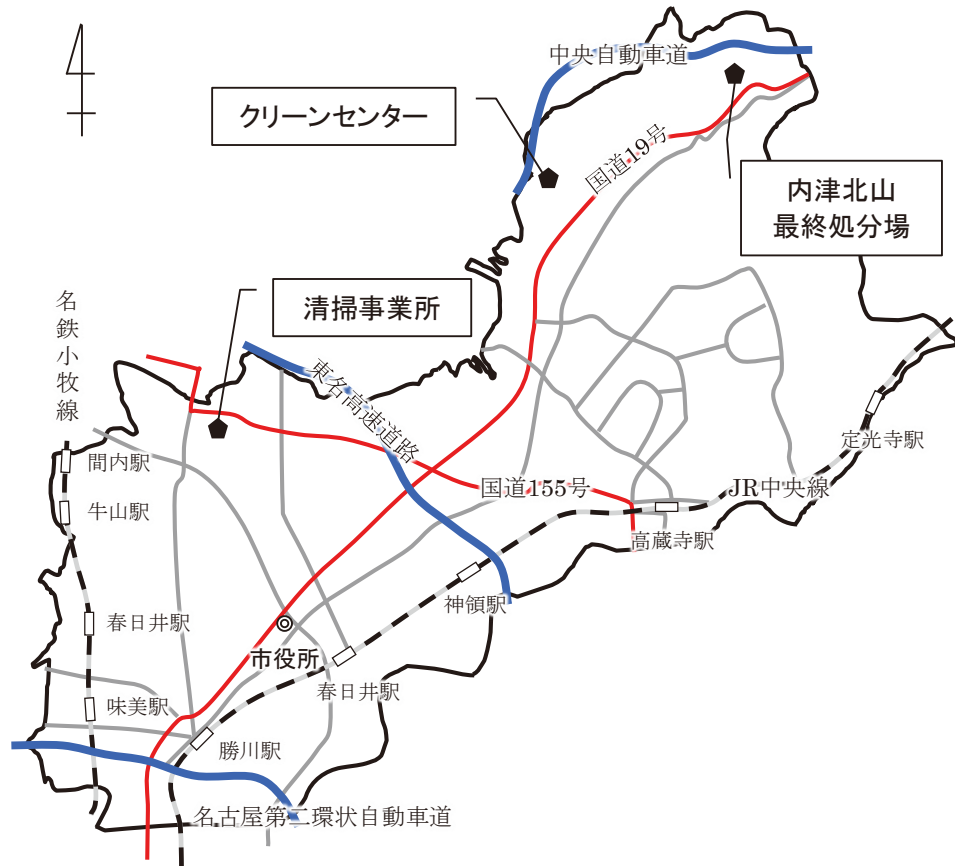 中央自動車道
クリーンセンター
国道19号
内津北山
最終処分場
清掃事業所
名鉄小牧線
東名高速道路
定光寺駅
間内駅
国道155号
JR中央線
牛山駅
高蔵寺駅
神領駅
春日井駅
市役所
春日井駅
味美駅
勝川駅
名古屋第二環状自動車道